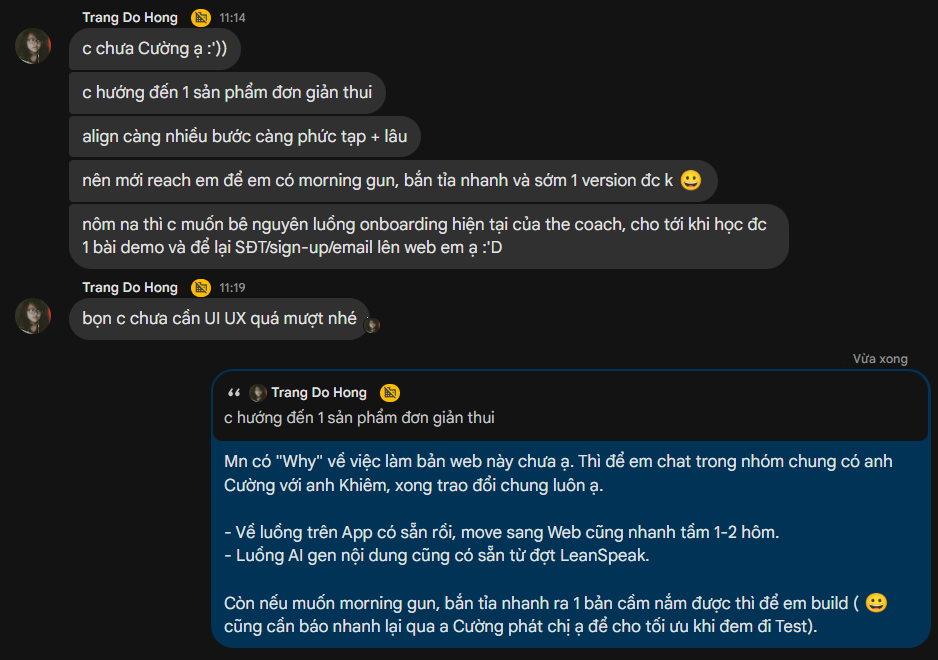 Trang Do Hong 11:14
c chưa Cường ạ :'))
c hướng đến 1 sản phẩm đơn giản thui
align càng nhiều bước càng phức tạp + lâu
nên mới reach em để em có morning gun, bắn tỉa nhanh và sớm 1 version đc k 😀
nôm na thì c muốn bê nguyên luồng onboarding hiện tại của the coach, cho tới khi học đc
1 bài demo và để lại SĐT/sign-up/email lên web em ạ :'D
Trang Do Hong 11:19
bọn c chưa cần UI UX quá mượt nhé
Vừa xong
“ Trang Do Hong
c hướng đến 1 sản phẩm đơn giản thui
Mn có "Why" về việc làm bản web này chưa ạ. Thì để em chat trong nhóm chung có anh
Cường với anh Khiêm, xong trao đổi chung luôn ạ.
- Về luồng trên App có sẵn rồi, move sang Web cũng nhanh tầm 1-2 hôm.
- Luồng AI gen nội dung cũng có sẵn từ đợt LeanSpeak.
Còn nếu muốn morning gun, bắn tỉa nhanh ra 1 bản cầm nắm được thì để em build ( 😀
cũng cần báo nhanh lại qua a Cường phát chị ạ để cho tối ưu khi đem đi Test).